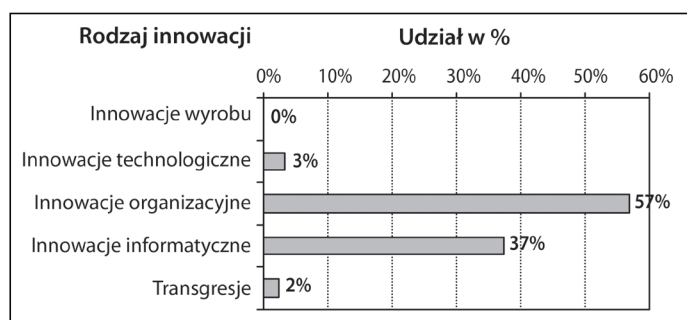 Rodzaj innowacji Udział w %
0% 10% 20% 30% 40% 50% 60%
Innowacje wyrobu 0%
Innowacje technologiczne 3%
Innowacje organizacyjne 57%
Innowacje informatyczne 37%
Transgresje 2%